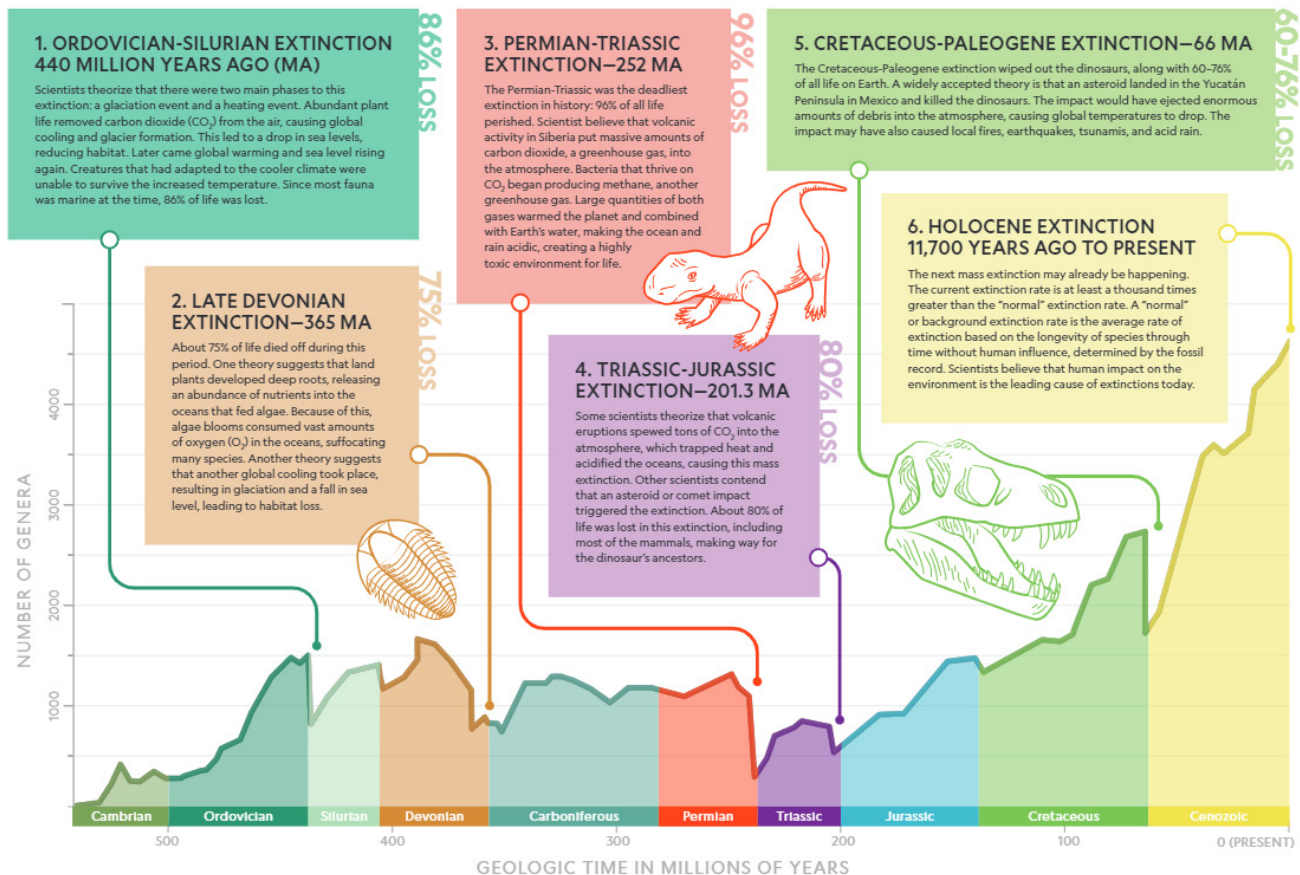 1. ORDOVICIAN-SILURIAN EXTINCTION
440 MILLION YEARS AGO (MA)
Scientists theorize that there were two main phases to this
extinction: a glaciation event and a heating event. Abundant plant
life removed carbon dioxide (CO₂) from the air, causing global
cooling and glacier formation. This led to a drop in sea levels,
reducing habitat. Later came global warming and sea level rising
again. Creatures that had adapted to the cooler climate were
unable to survive the increased temperature. Since most fauna
was marine at the time, 86% of life was lost.
86% LOSS
2. LATE DEVONIAN
EXTINCTION—365 MA
About 75% of life died off during this
period. One theory suggests that land
plants developed deep roots, releasing
an abundance of nutrients into the
oceans that fed algae. Because of this,
algae blooms consumed vast amounts
of oxygen (O₂) in the oceans, suffocating
many species. Another theory suggests
that another global cooling took place,
resulting in glaciation and a fall in sea
level, leading to habitat loss.
75% LOSS
3. PERMIAN-TRIASSIC
EXTINCTION—252 MA
The Permian-Triassic was the deadliest
extinction in history: 96% of all life
perished. Scientist believe that volcanic
activity in Siberia put massive amounts of
carbon dioxide, a greenhouse gas, into
the atmosphere. Bacteria that thrive on
CO₂ began producing methane, another
greenhouse gas. Large quantities of both
gases warmed the planet and combined
with Earth's water, making the ocean and
rain acidic, creating a highly
toxic environment for life.
96% LOSS
4. TRIASSIC-JURASSIC
EXTINCTION—201.3 MA
Some scientists theorize that volcanic
eruptions spewed tons of CO₂ into the
atmosphere, which trapped heat and
acidified the oceans, causing this mass
extinction. Other scientists contend
that an asteroid or comet impact
triggered the extinction. About 80% of
life was lost in this extinction, including
most of the mammals, making way for
the dinosaur's ancestors.
80% LOSS
5. CRETACEOUS-PALEOGENE EXTINCTION—66 MA
The Cretaceous-Paleogene extinction wiped out the dinosaurs, along with 60-76%
of all life on Earth. A widely accepted theory is that an asteroid landed in the Yucatán
Peninsula in Mexico and killed the dinosaurs. The impact would have ejected enormous
amounts of debris into the atmosphere, causing global temperatures to drop. The
impact may have also caused local fires, earthquakes, tsunamis, and acid rain.
60-76% LOSS
6. HOLOCENE EXTINCTION
11,700 YEARS AGO TO PRESENT
The next mass extinction may already be happening.
The current extinction rate is at least a thousand times
greater than the "normal" extinction rate. A "normal"
or background extinction rate is the average rate of
extinction based on the longevity of species through
time without human influence, determined by the fossil
record. Scientists believe that human impact on the
environment is the leading cause of extinctions today.
NUMBER OF GENERA
4000
3000
2000
1000
Cambrian
Ordovician
Silurian
Devonian
Carboniferous
Permian
Triassic
Jurassic
Cretaceous
Cenozoic
500
400
300
200
100
0 (PRESENT)
GEOLOGIC TIME IN MILLIONS OF YEARS